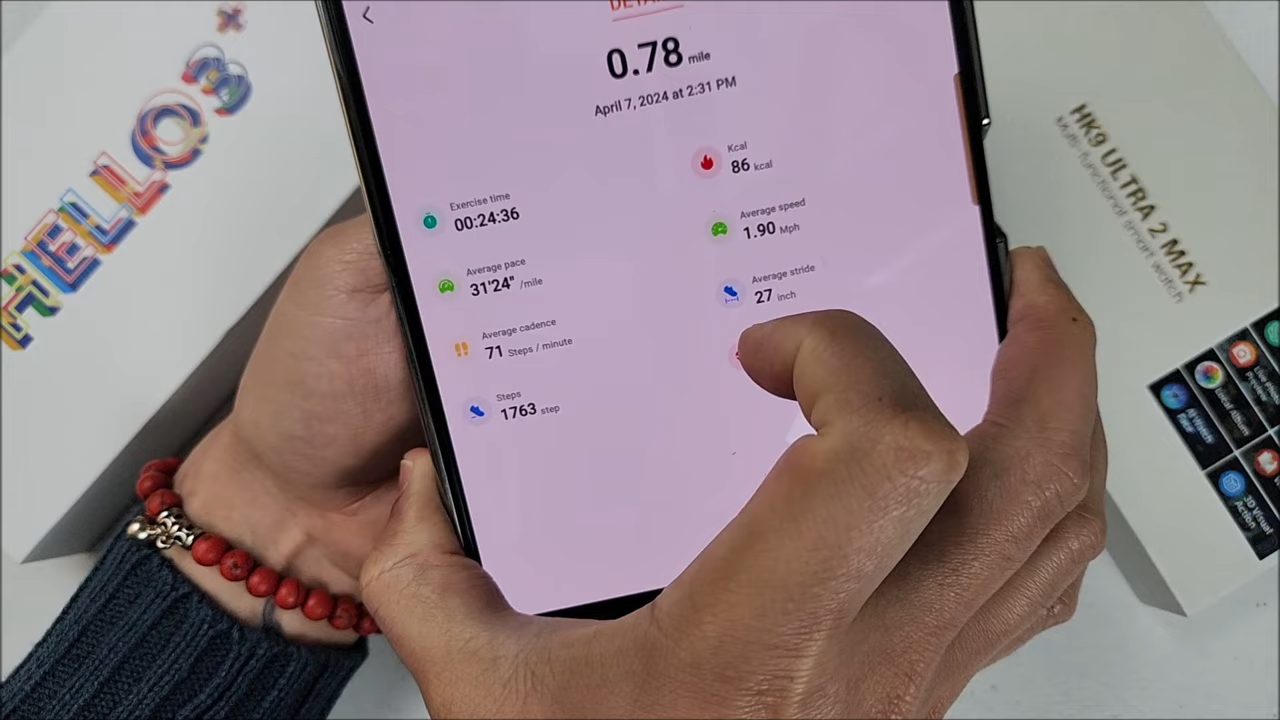 HELLO 3+
0.78 mile
April 7, 2024 at 2:31 PM
Kcal
86 kcal
Exercise time
00:24:36
Average speed
1.90 Mph
Average pace
31'24" /mile
Average stride
27 inch
Average cadence
71 Steps / minute
Steps
1763 step
HK9 ULTRA 2 MAX
Multi-functional smart watch
Local Album
3D Visual
Action